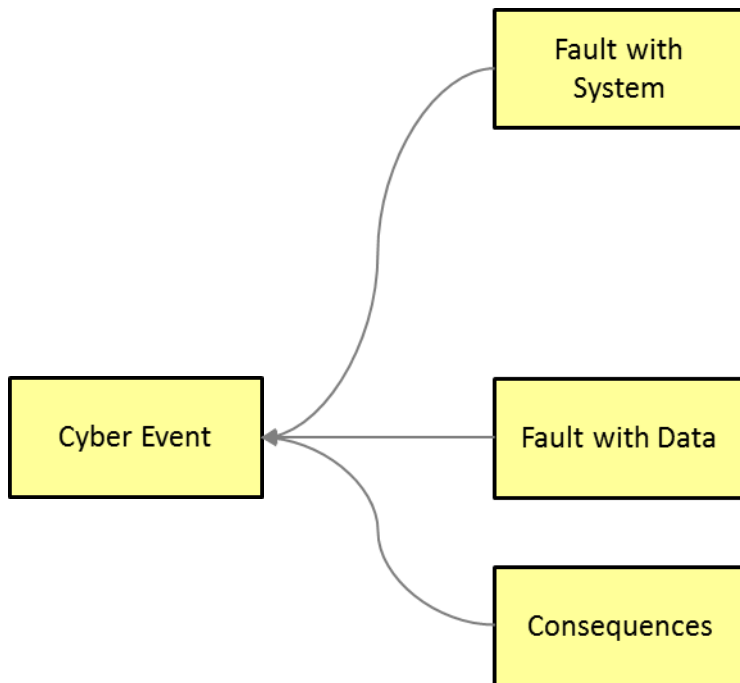 Fault with
System
Cyber Event
Fault with Data
Consequences